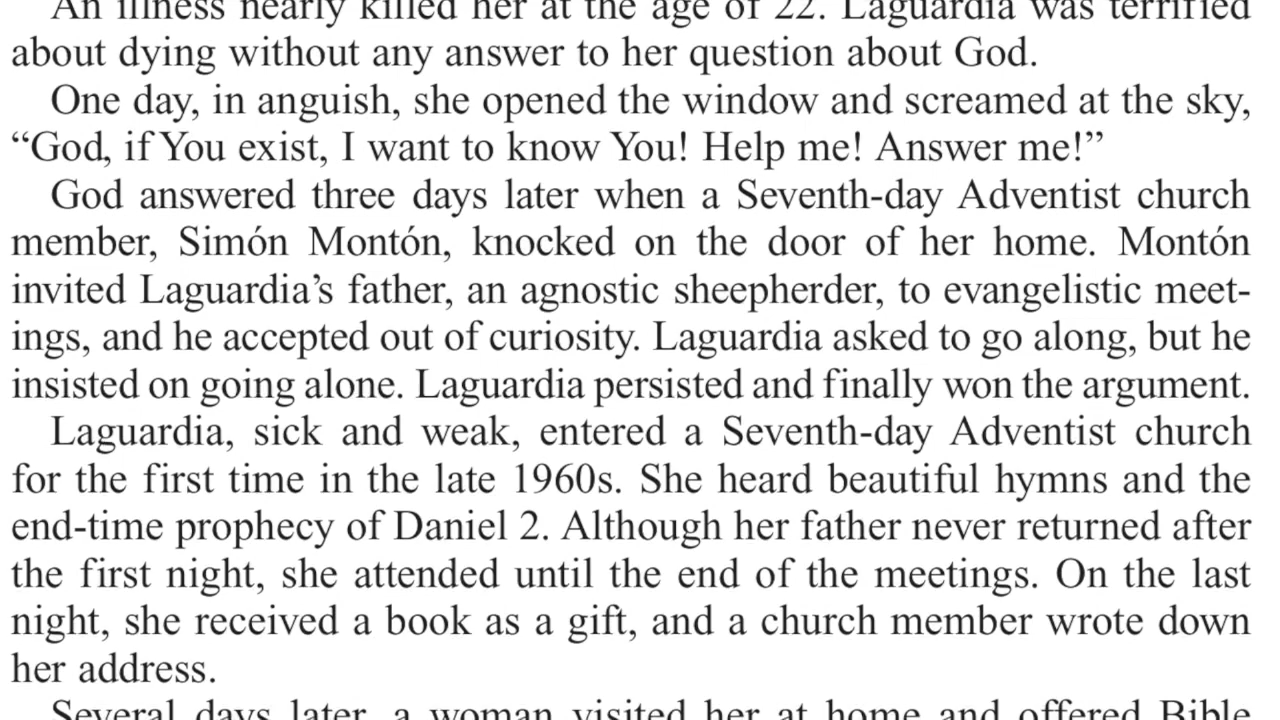 An illness nearly killed her at the age of 22. Laguardia was terrified
about dying without any answer to her question about God.
One day, in anguish, she opened the window and screamed at the sky,
“God, if You exist, I want to know You! Help me! Answer me!”
God answered three days later when a Seventh-day Adventist church
member, Simón Montón, knocked on the door of her home. Montón
invited Laguardia’s father, an agnostic sheepherder, to evangelistic meet-
ings, and he accepted out of curiosity. Laguardia asked to go along, but he
insisted on going alone. Laguardia persisted and finally won the argument.
Laguardia, sick and weak, entered a Seventh-day Adventist church
for the first time in the late 1960s. She heard beautiful hymns and the
end-time prophecy of Daniel 2. Although her father never returned after
the first night, she attended until the end of the meetings. On the last
night, she received a book as a gift, and a church member wrote down
her address.
Several days later, a woman visited her at home and offered Bible